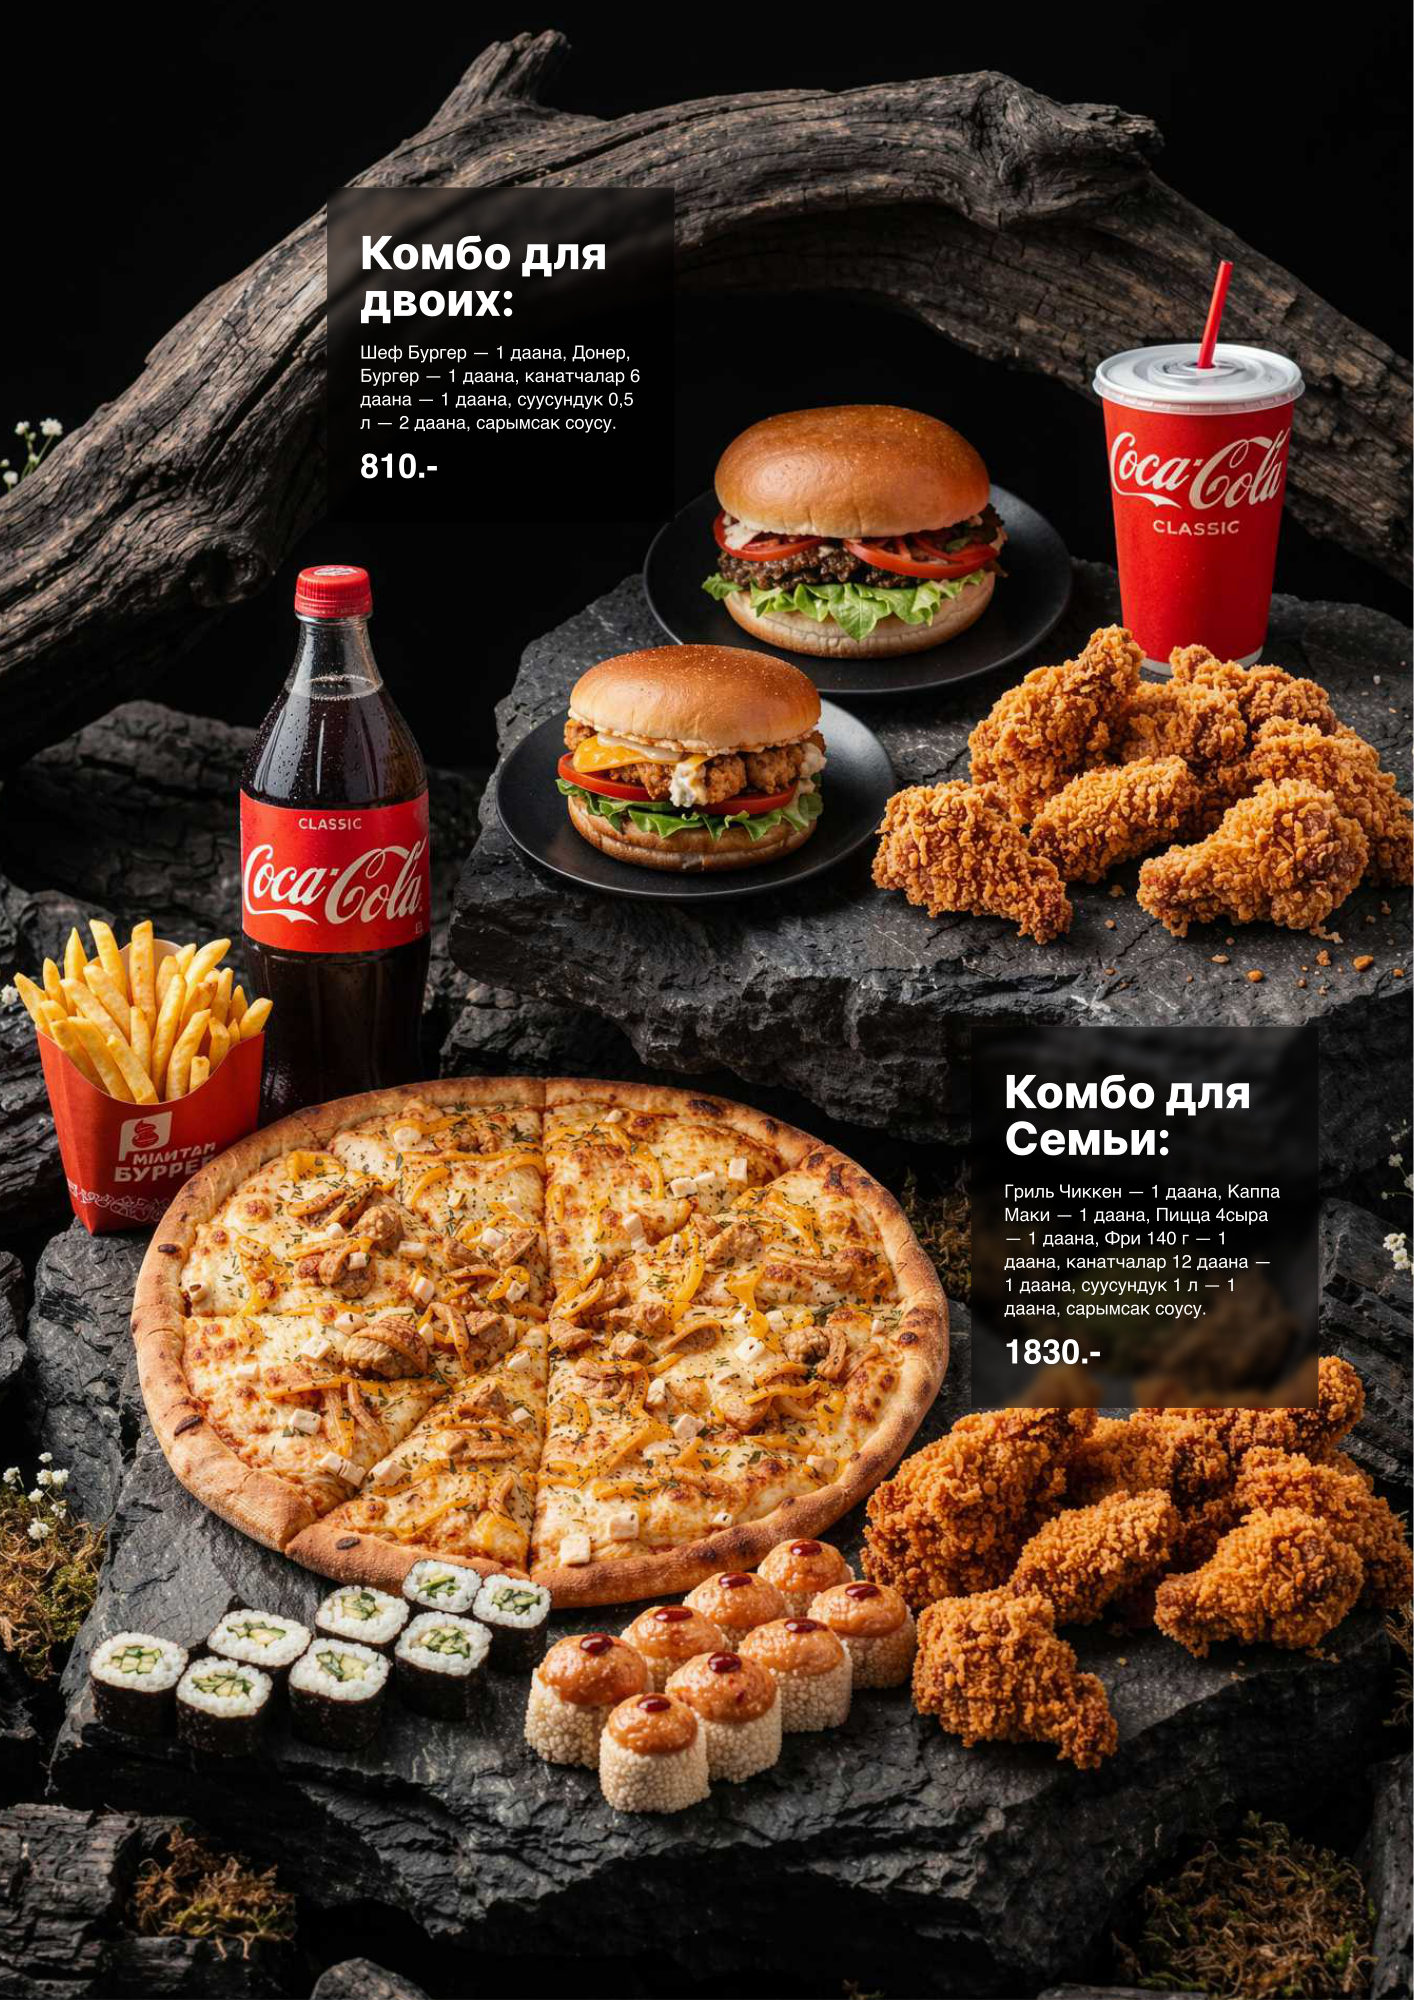 Комбо для
двоих:
Шеф Бургер — 1 даана, Донер,
Бургер — 1 даана, канатчалар 6
даана — 1 даана, суусундук 0,5
л — 2 даана, сарымсак соусу.
810.-
Coca-Cola
CLASSIC
CLASSIC
Coca-Cola
Комбо для
Семьи:
Гриль Чиккен — 1 даана, Каппа
Маки — 1 даана, Пицца 4сыра
— 1 даана, Фри 140 г — 1
даана, канатчалар 12 даана —
1 даана, суусундук 1 л — 1
даана, сарымсак соусу.
1830.-